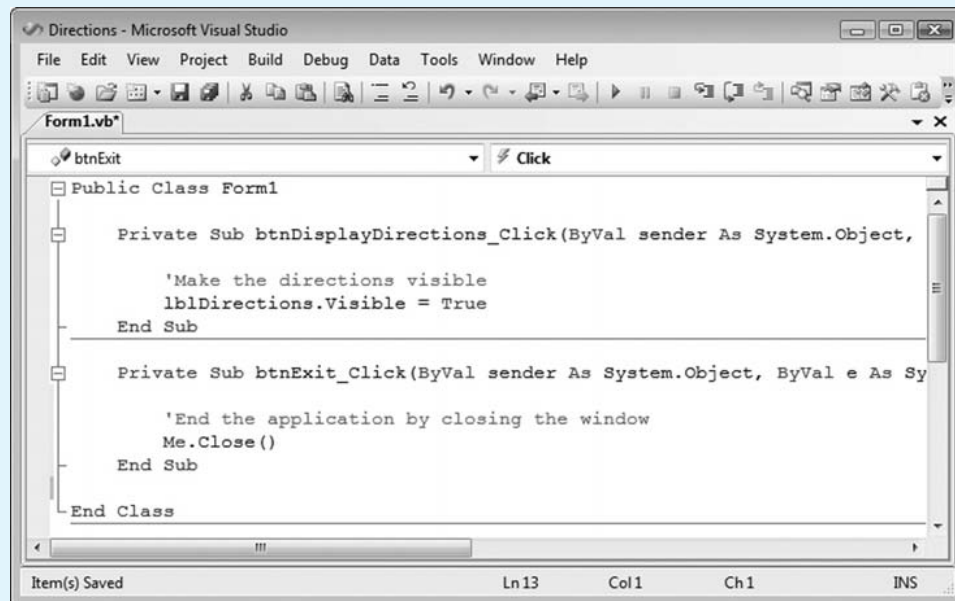 Directions - Microsoft Visual Studio
File Edit View Project Build Debug Data Tools Window Help
Form1.vb*
btnExit Click
Public Class Form1
Private Sub btnDisplayDirections_Click(ByVal sender As System.Object,
'Make the directions visible
lblDirections.Visible = True
End Sub
Private Sub btnExit_Click(ByVal sender As System.Object, ByVal e As Sy
'End the application by closing the window
Me.Close()
End Sub
End Class
Item(s) Saved Ln 13 Col 1 Ch 1 INS